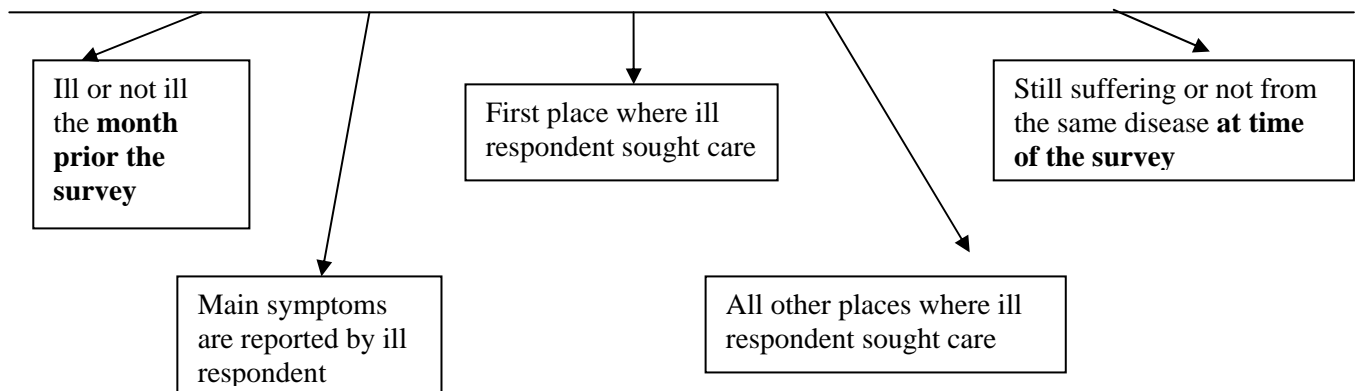 Ill or not ill
the month
prior the
survey
Main symptoms
are reported by ill
respondent
First place where ill
respondent sought care
All other places where ill
respondent sought care
Still suffering or not from
the same disease at time
of the survey